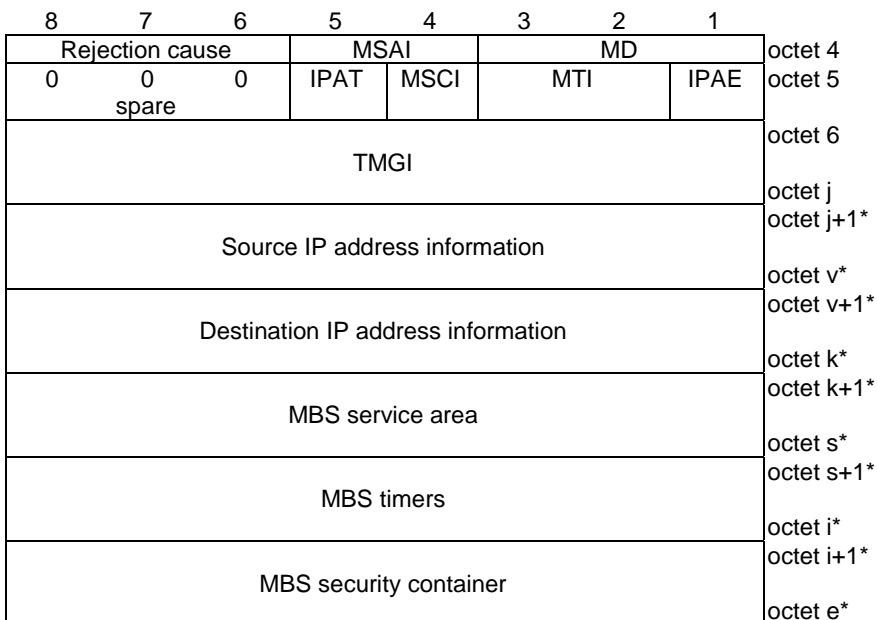 8 7 6 5 4 3 2 1
Rejection cause MSAI MD octet 4
0 0 0 IPAT MSCI MTI IPAE octet 5
spare
octet 6
TMGI
octet j
octet j+1*
Source IP address information
octet v*
octet v+1*
Destination IP address information
octet k*
octet k+1*
MBS service area
octet s*
octet s+1*
MBS timers
octet i*
octet i+1*
MBS security container
octet e*